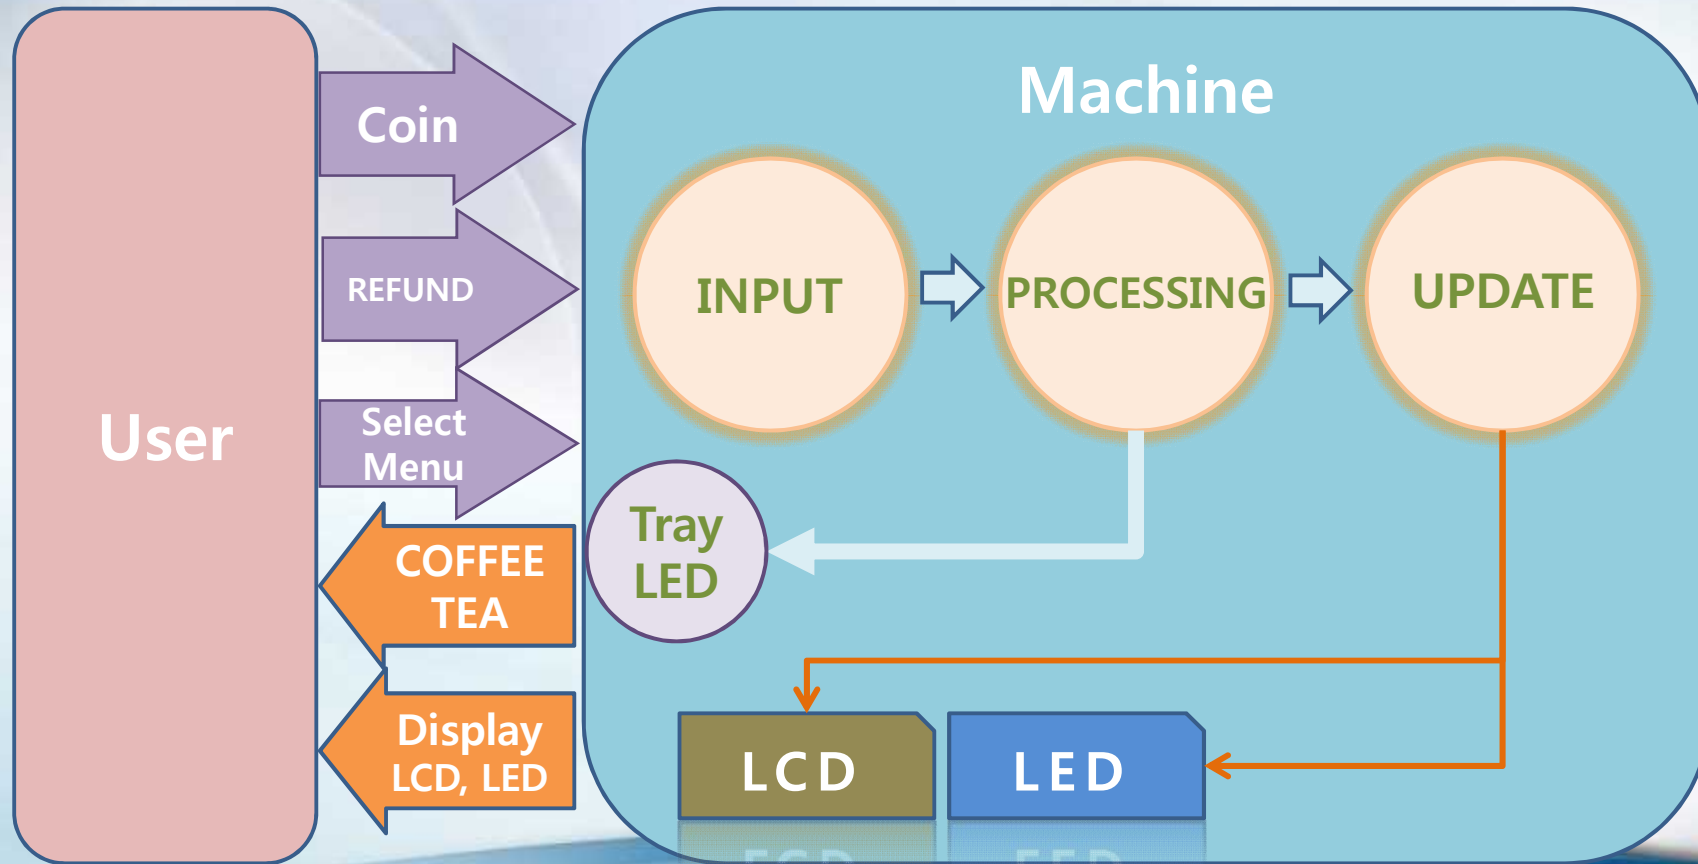 User
Coin
REFUND
Select
Menu
COFFEE
TEA
Display
LCD, LED
Machine
INPUT
PROCESSING
UPDATE
Tray
LED
LCD
LED